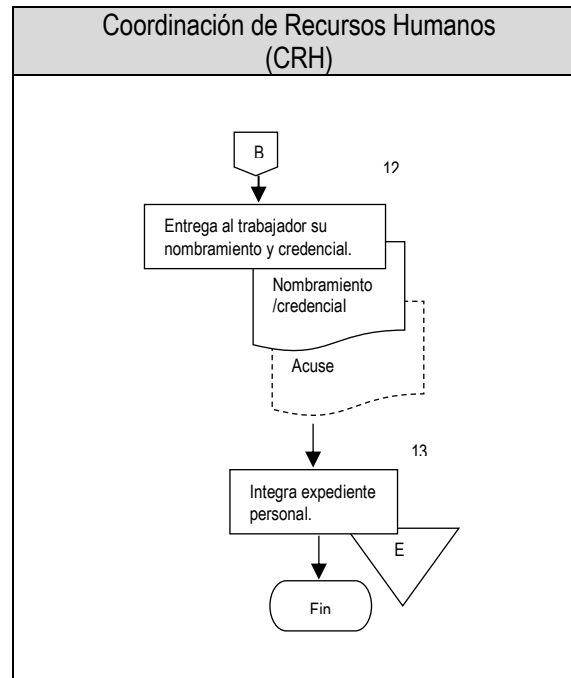 Coordinación de Recursos Humanos
(CRH)
B
12
Entrega al trabajador su
nombramiento y credencial.
Nombramiento
/credencial
Acuse
13
Integra expediente
personal.
E
Fin